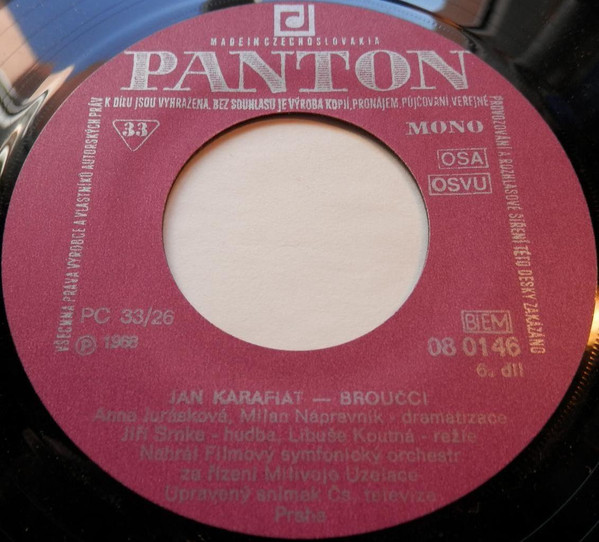 MADE IN CZECHOSLOVAKIA
PANTON
VŠECHNA PRÁVA VÝROBCE A VLASTNÍKŮ AUTORSKÝCH PRÁV
K DÍLU JSOU VYHRAŽENA. BEZ SOUHLASU JE VÝROBA KOPIÍ, PRONÁJEM, PŮJČOVÁNÍ VEŘEJNÉ
PROVOZOVÁNÍ A ROZHLASOVÉ ŠÍŘENÍ TÉTO DESKY ZAKÁZÁNO
33
MONO
OSA
OSVU
PC 33/26
℗ 1968
BIEM
08 0146
6. díl
JAN KARAFIÁT — BROUČCI
Anna Jurásková, Milan Nápravník - dramatizace
Jiří Srnka - hudba, Libuše Koutná - režie
Nahrál Filmový symfonický orchestr
za řízení Milivoje Uzelace
Upravený snímek Čs. televize
Praha